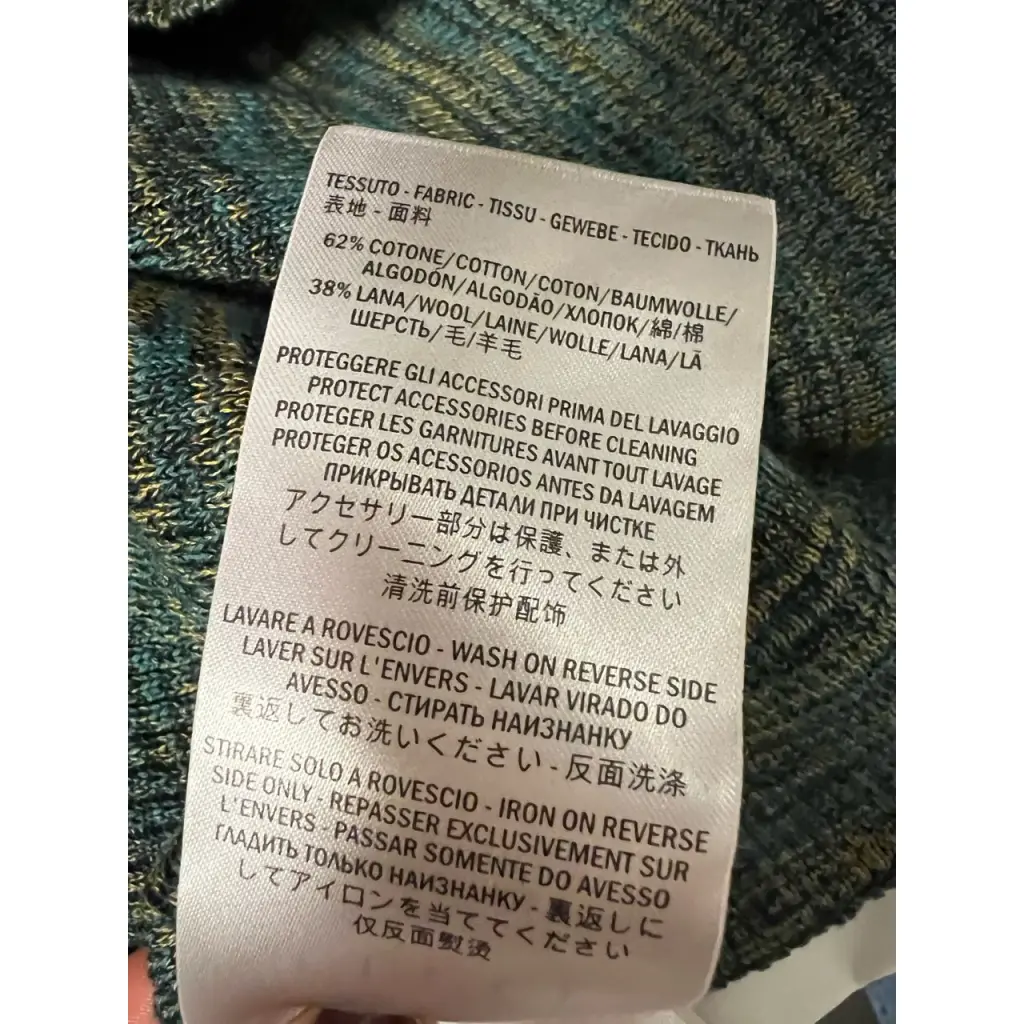 TESSUTO - FABRIC - TISSU - GEWEBE - TECIDO - ТКАНЬ
表地 - 面料
62% COTONE/COTTON/COTON/BAUMWOLLE/
ALGODÓN/ALGODÃO/ХЛОПОК/綿/棉
38% LANA/WOOL/LAINE/WOLLE/LANA/LÃ
ШЕРСТЬ/毛/羊毛
PROTEGGERE GLI ACCESSORI PRIMA DEL LAVAGGIO
PROTECT ACCESSORIES BEFORE CLEANING
PROTEGER LES GARNITURES AVANT TOUT LAVAGE
PROTEGER OS ACESSORIOS ANTES DA LAVAGEM
ПРИКРЫВАТЬ ДЕТАЛИ ПРИ ЧИСТКЕ
アクセサリー部分は保護、または外
してクリーニングを行ってください
清洗前保护配饰
LAVARE A ROVESCIO - WASH ON REVERSE SIDE
LAVER SUR L'ENVERS - LAVAR VIRADO DO
AVESSO - СТИРАТЬ НАИЗНАНКУ
裏返してお洗いください - 反面洗涤
STIRARE SOLO A ROVESCIO - IRON ON REVERSE
SIDE ONLY - REPASSER EXCLUSIVEMENT SUR
L'ENVERS - PASSAR SOMENTE DO AVESSO
ГЛАДИТЬ ТОЛЬКО НАИЗНАНКУ - 裏返しに
してアイロンを当ててください
仅反面熨烫